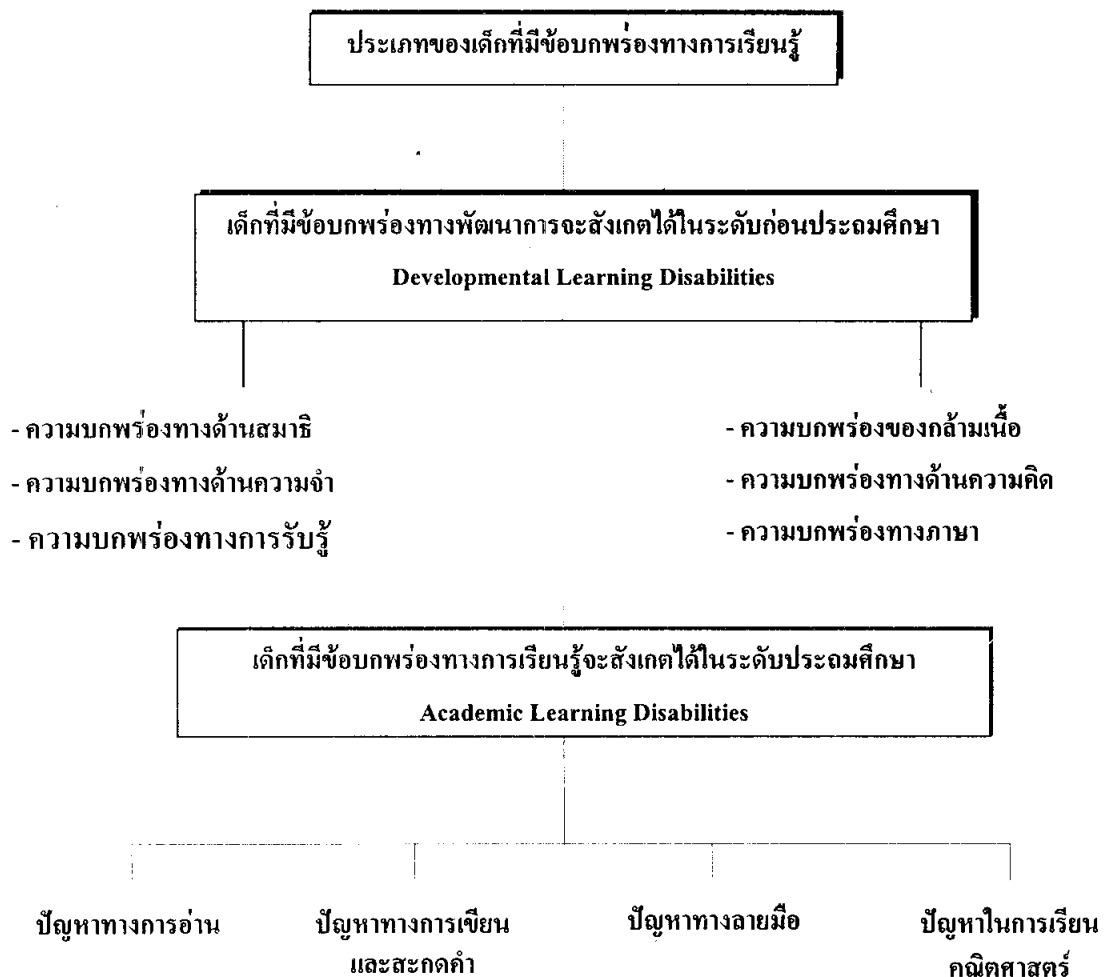 ประเภทของเด็กที่มีข้อบกพร่องทางการเรียนรู้
เด็กที่มีข้อบกพร่องทางพัฒนาการจะสังเกตได้ในระดับก่อนประถมศึกษา
Developmental Learning Disabilities
- ความบกพร่องทางด้านสมาธิ
- ความบกพร่องทางด้านความจำ
- ความบกพร่องทางการรับรู้
- ความบกพร่องของกล้ามเนื้อ
- ความบกพร่องทางด้านความคิด
- ความบกพร่องทางภาษา
เด็กที่มีข้อบกพร่องทางการเรียนรู้จะสังเกตได้ในระดับประถมศึกษา
Academic Learning Disabilities
ปัญหาทางการอ่าน
ปัญหาทางการเขียน
และสะกดคำ
ปัญหาทางลายมือ
ปัญหาในการเรียน
คณิตศาสตร์